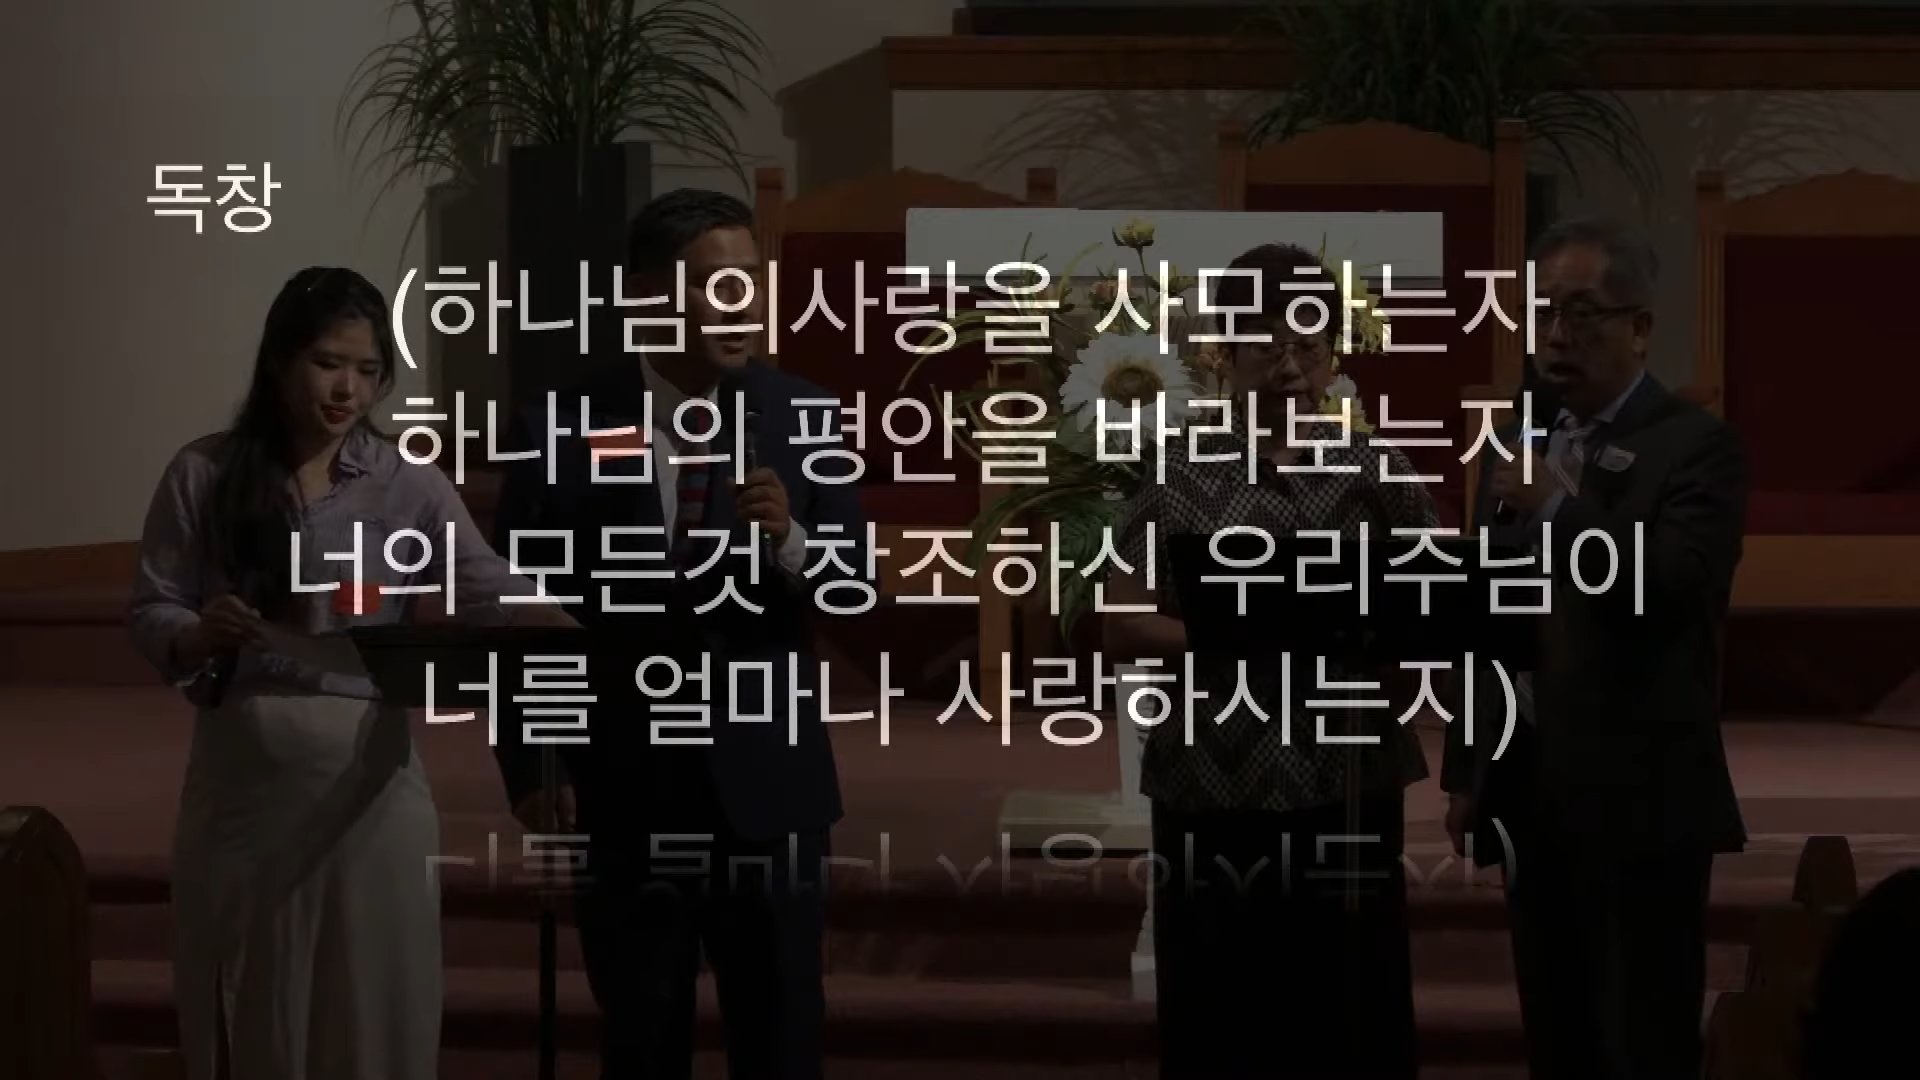 독창
(하나님의사랑을 사모하는자
하나님의 평안을 바라보는자
너의 모든것 창조하신 우리주님이
너를 얼마나 사랑하시는지)